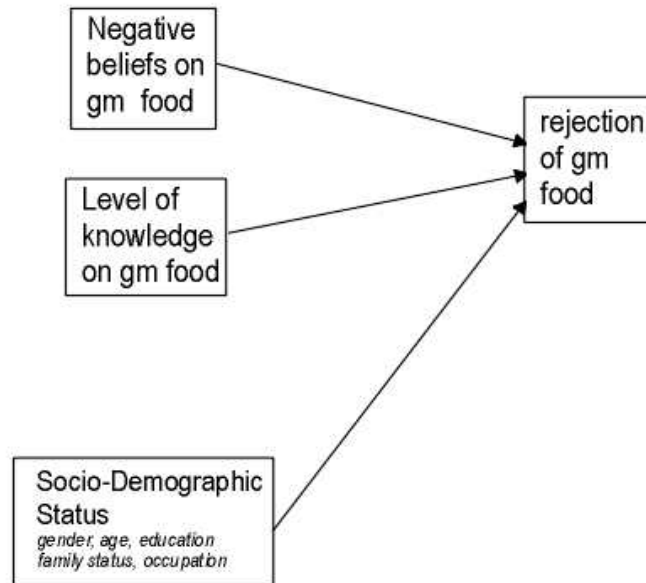 Negative
beliefs on
gm food
rejection
of gm
food
Level of
knowledge
on gm food
Socio-Demographic
Status
gender, age, education
family status, occupation